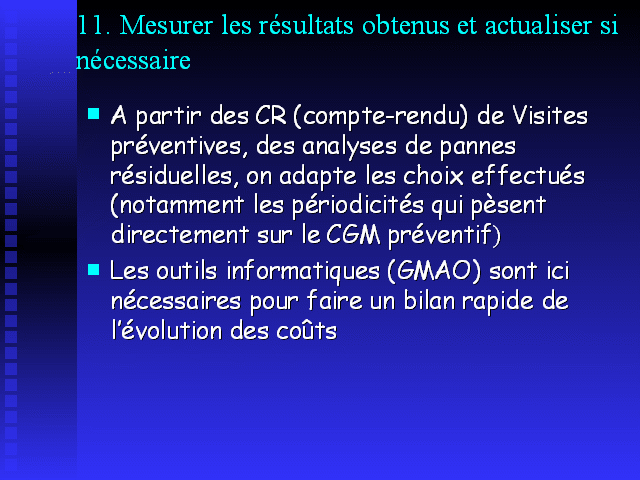 11. Mesurer les résultats obtenus et actualiser si
nécessaire
A partir des CR (compte-rendu) de Visites
préventives, des analyses de pannes
résiduelles, on adapte les choix effectués
(notamment les périodicités qui pèsent
directement sur le CGM préventif)
Les outils informatiques (GMAO) sont ici
nécessaires pour faire un bilan rapide de
l’évolution des coûts